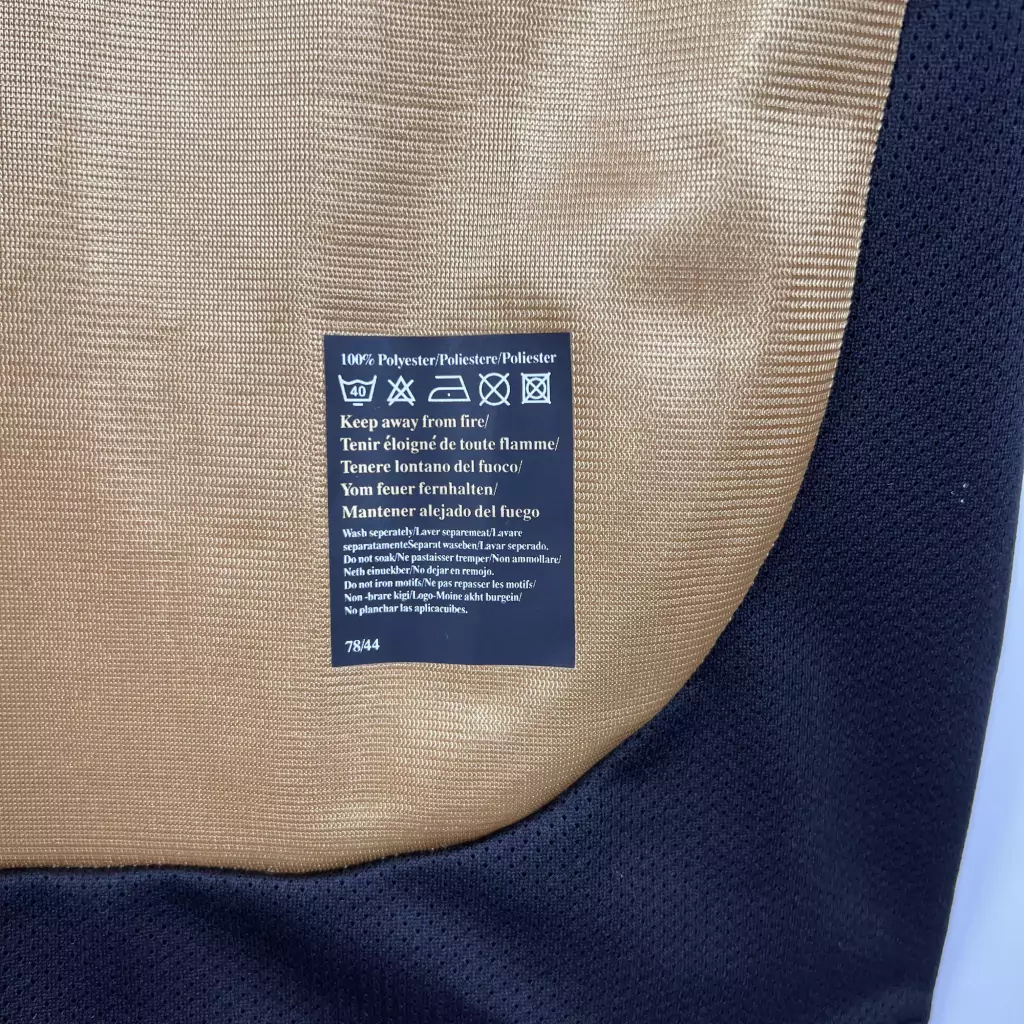 100% Polyester/Poliestere/Poliester
40
Keep away from fire/
Tenir éloigné de toute flamme/
Tenere lontano del fuoco/
Yom feuer fernhalten/
Mantener alejado del fuego
Wash seperately/Laver separemeat/Lavare
separatamenteSeparat waseben/Lavar seperado.
Do not soak/Ne pastaisser tremper/Non ammollare/
Neth einuekber/No dejar en remojo.
Do not iron motifs/Ne pas repasser les motifs/
Non -brare kigi/Logo-Moine akht burgein/
No planchar las aplicacuibes.
78/44